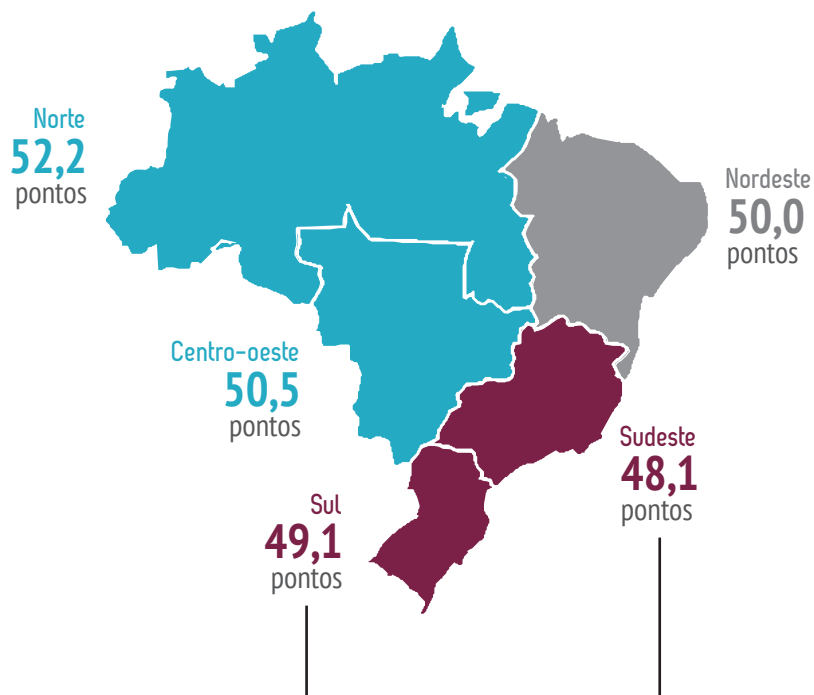 Norte
52,2
pontos
Nordeste
50,0
pontos
Centro-oeste
50,5
pontos
Sudeste
48,1
pontos
Sul
49,1
pontos